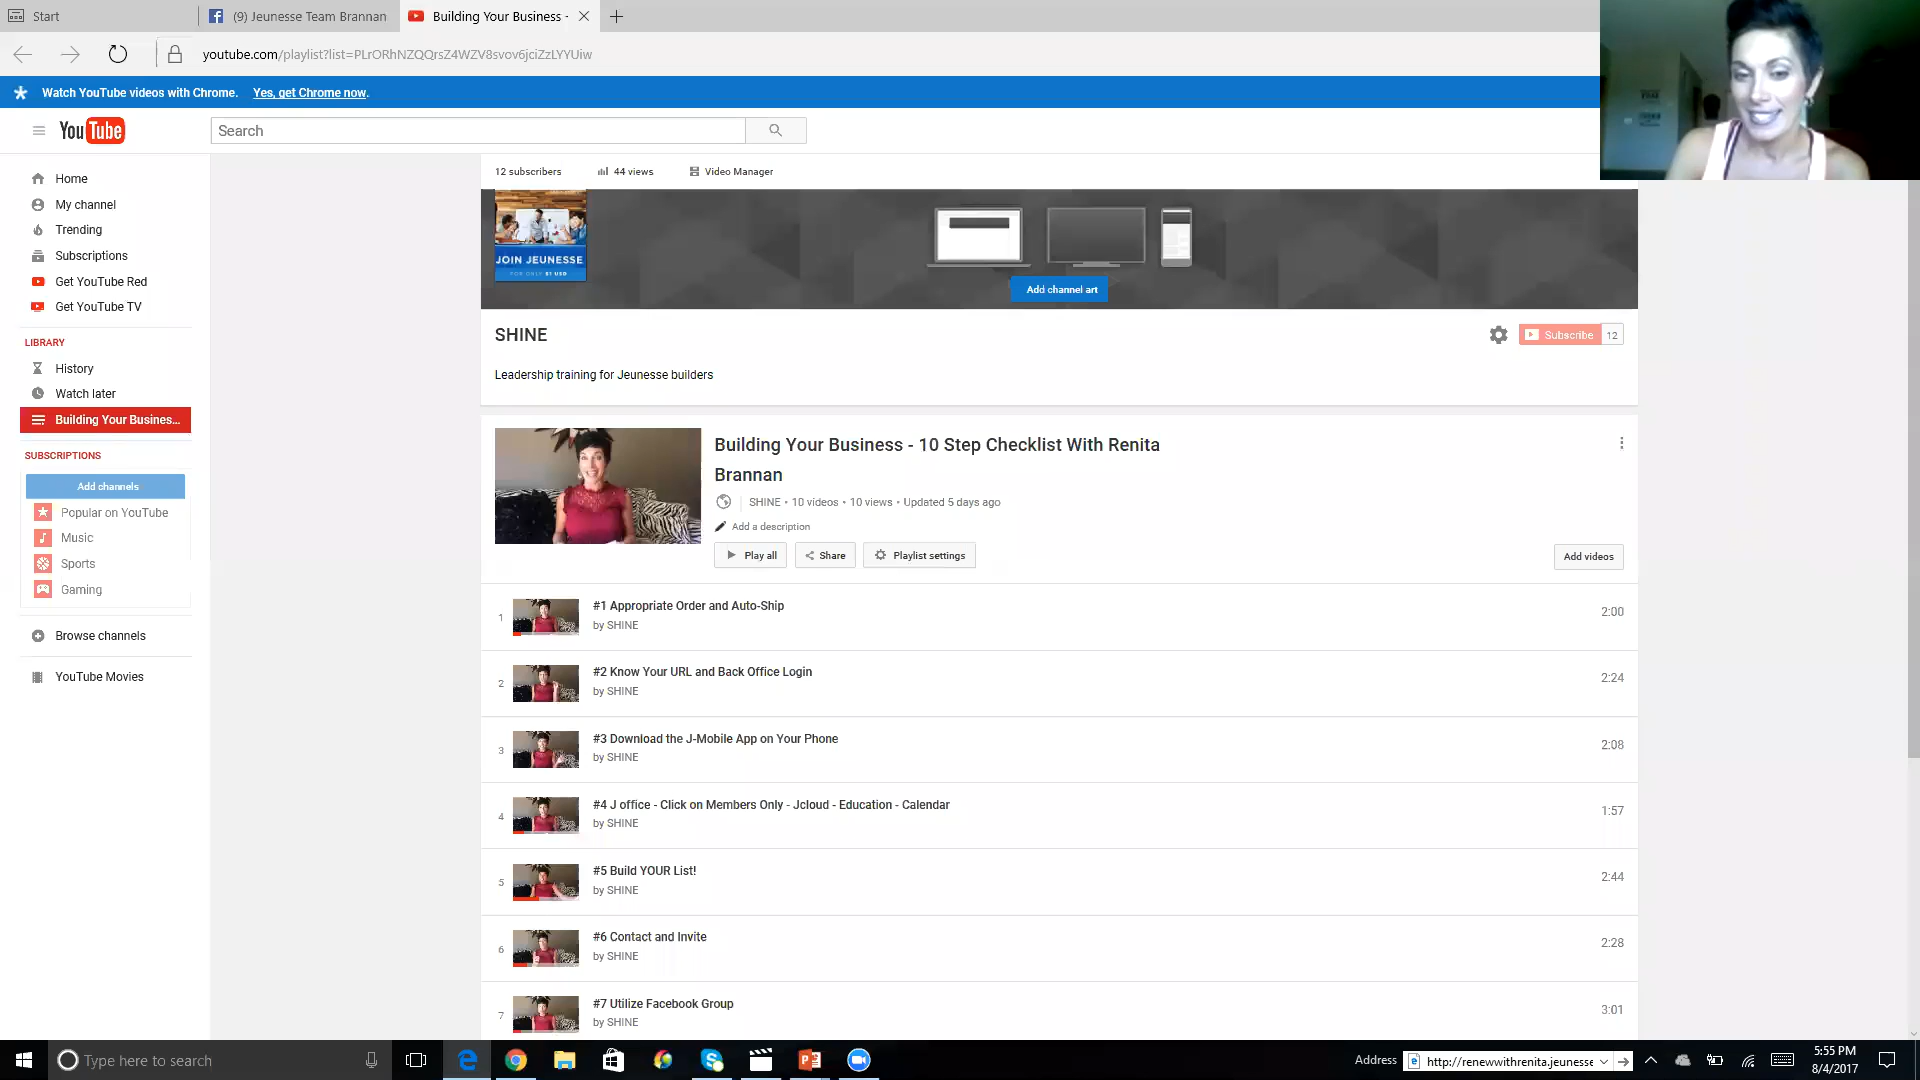 Start
(9) Jeunesse Team Brannan
Building Your Business -
youtube.com/playlist?list=PLrORhNZQQrsZ4WZV8svov6jciZzLYYUiw
Watch YouTube videos with Chrome. Yes, get Chrome now.
YouTube
Search
Home
My channel
Trending
Subscriptions
Get YouTube Red
Get YouTube TV
LIBRARY
History
Watch later
Building Your Busines...
SUBSCRIPTIONS
Add channels
Popular on YouTube
Music
Sports
Gaming
Browse channels
YouTube Movies
12 subscribers 44 views Video Manager
JOIN JEUNESSE
FOR ONLY $1 USD
Add channel art
SHINE
Subscribe 12
Leadership training for Jeunesse builders
Building Your Business - 10 Step Checklist With Renita
Brannan
SHINE • 10 videos • 10 views • Updated 5 days ago
Add a description
Play all Share Playlist settings Add videos
1 #1 Appropriate Order and Auto-Ship 2:00
by SHINE
2 #2 Know Your URL and Back Office Login 2:24
by SHINE
3 #3 Download the J-Mobile App on Your Phone 2:08
by SHINE
4 #4 J office - Click on Members Only - Jcloud - Education - Calendar 1:57
by SHINE
5 #5 Build YOUR List! 2:44
by SHINE
6 #6 Contact and Invite 2:28
by SHINE
7 #7 Utilize Facebook Group 3:01
by SHINE
Type here to search
Address http://renewwithrenita.jeunesse
5:55 PM
8/4/2017